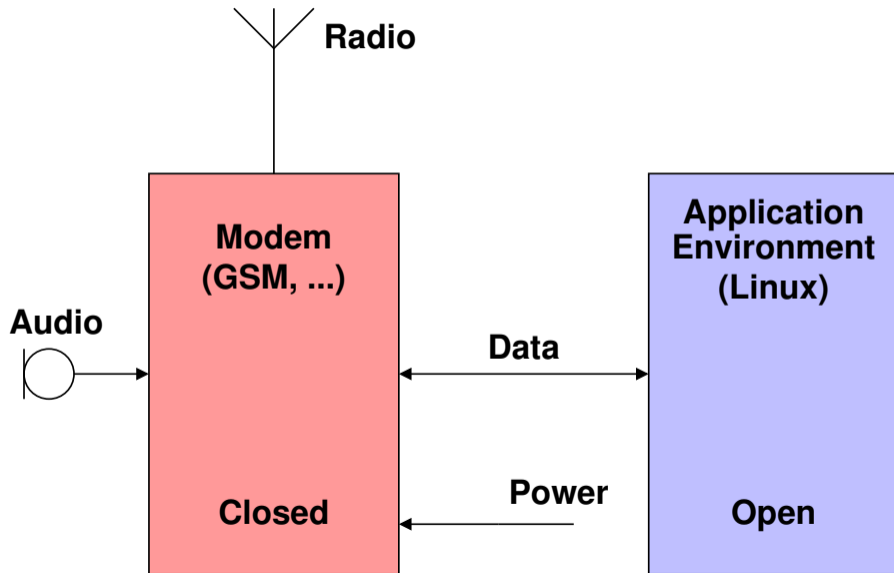 Radio
Modem
(GSM, ...)
Application
Environment
(Linux)
Audio
Data
Power
Closed
Open